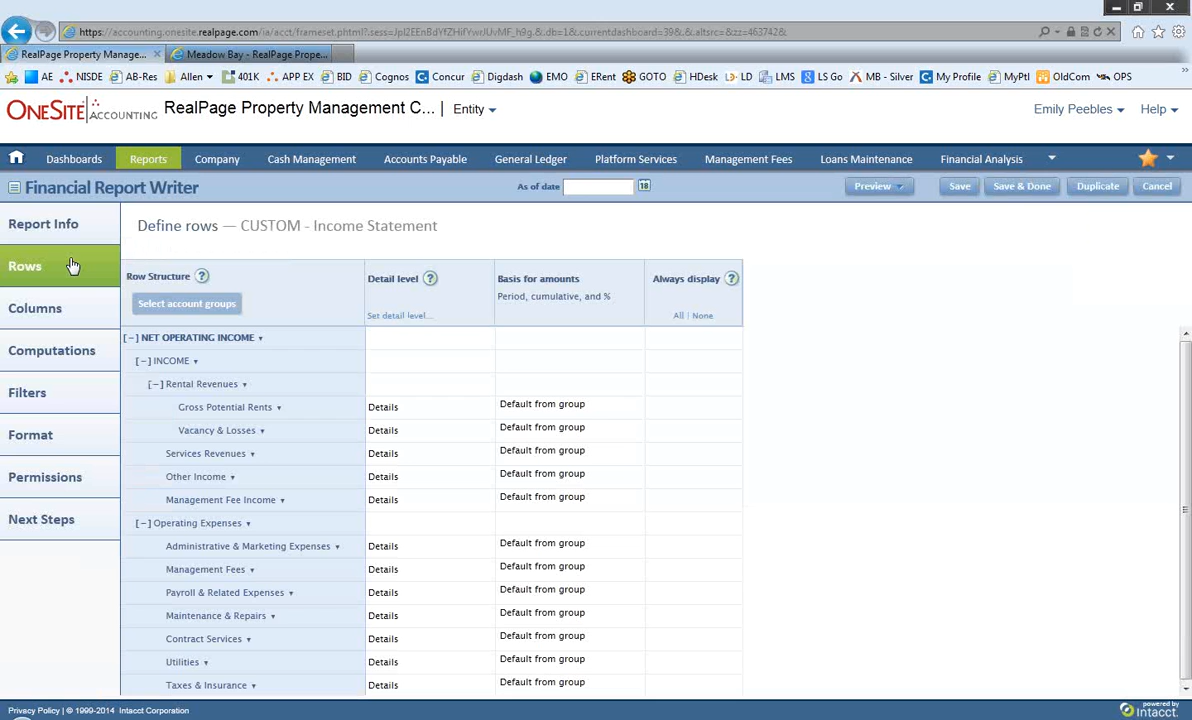 RealPage Property Manage... ×
Meadow Bay - RealPage Prope...
AE NISDE AB-Res Allen 401K APP EX BID Cognos Concur Digdash EMO ERent GOTO HDesk LD LMS LS Go MB - Silver My Profile MyPtl OldCom OPS
ONESITE ACCOUNTING RealPage Property Management C... Entity Emily Peebles Help
Dashboards Reports Company Cash Management Accounts Payable General Ledger Platform Services Management Fees Loans Maintenance Financial Analysis
Financial Report Writer As of date 18 Preview Save Save & Done Duplicate Cancel
Report Info
Rows
Columns
Computations
Filters
Format
Permissions
Next Steps
Define rows — CUSTOM - Income Statement
Row Structure ? Detail level ? Basis for amounts Always display ?
Period, cumulative, and %
Select account groups
Set detail level... All | None
[−] NET OPERATING INCOME
[−] INCOME
[−] Rental Revenues
Gross Potential Rents Details Default from group
Vacancy & Losses Details Default from group
Services Revenues Details Default from group
Other Income Details Default from group
Management Fee Income Details Default from group
[−] Operating Expenses
Administrative & Marketing Expenses Details Default from group
Management Fees Details Default from group
Payroll & Related Expenses Details Default from group
Maintenance & Repairs Details Default from group
Contract Services Details Default from group
Utilities Details Default from group
Taxes & Insurance Details Default from group
Privacy Policy | © 1999-2014 Intacct Corporation
powered by
Intacct